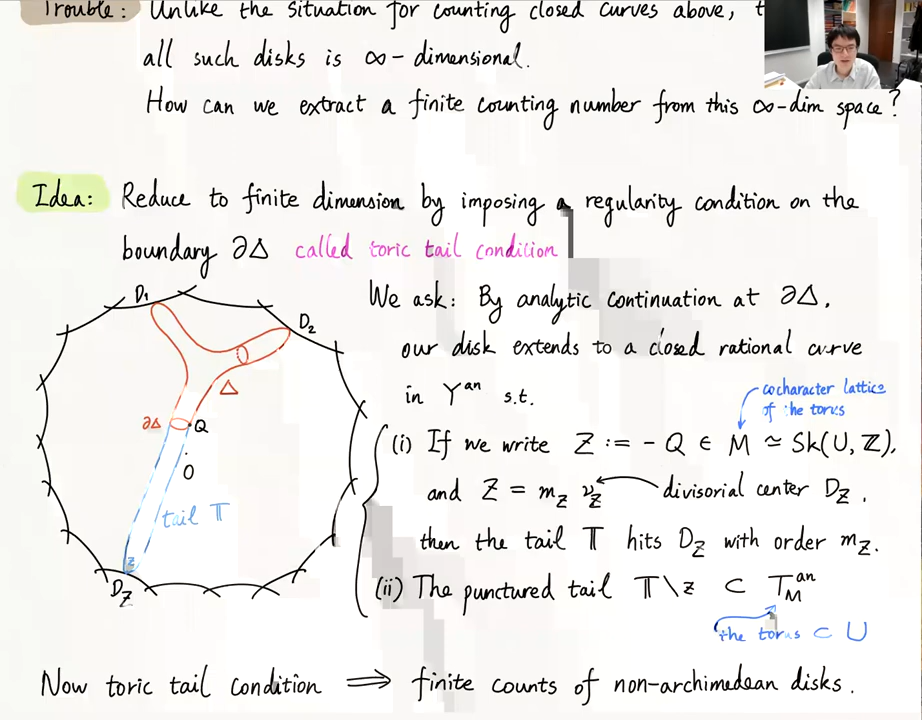 Trouble: Unlike the situation for counting closed curves above, t
all such disks is ∞-dimensional.
How can we extract a finite counting number from this ∞-dim space?
Idea: Reduce to finite dimension by imposing a regularity condition on the
boundary ∂Δ called toric tail condition
We ask: By analytic continuation at ∂Δ,
our disk extends to a closed rational curve
in Y^an s.t.
cocharacter lattice
of the torus
(i) If we write Z := -Q ∈ M ≃ Sk(U, ℤ),
and Z = m_Z ν_Z divisorial center D_Z,
then the tail 𝕋 hits D_Z with order m_Z.
(ii) The punctured tail 𝕋\z ⊂ T_M^an
the torus ⊂ U
D₁
D₂
Δ
∂Δ
Q
O
tail 𝕋
z
D_Z
Now toric tail condition ⟹ finite counts of non-archimedean disks.